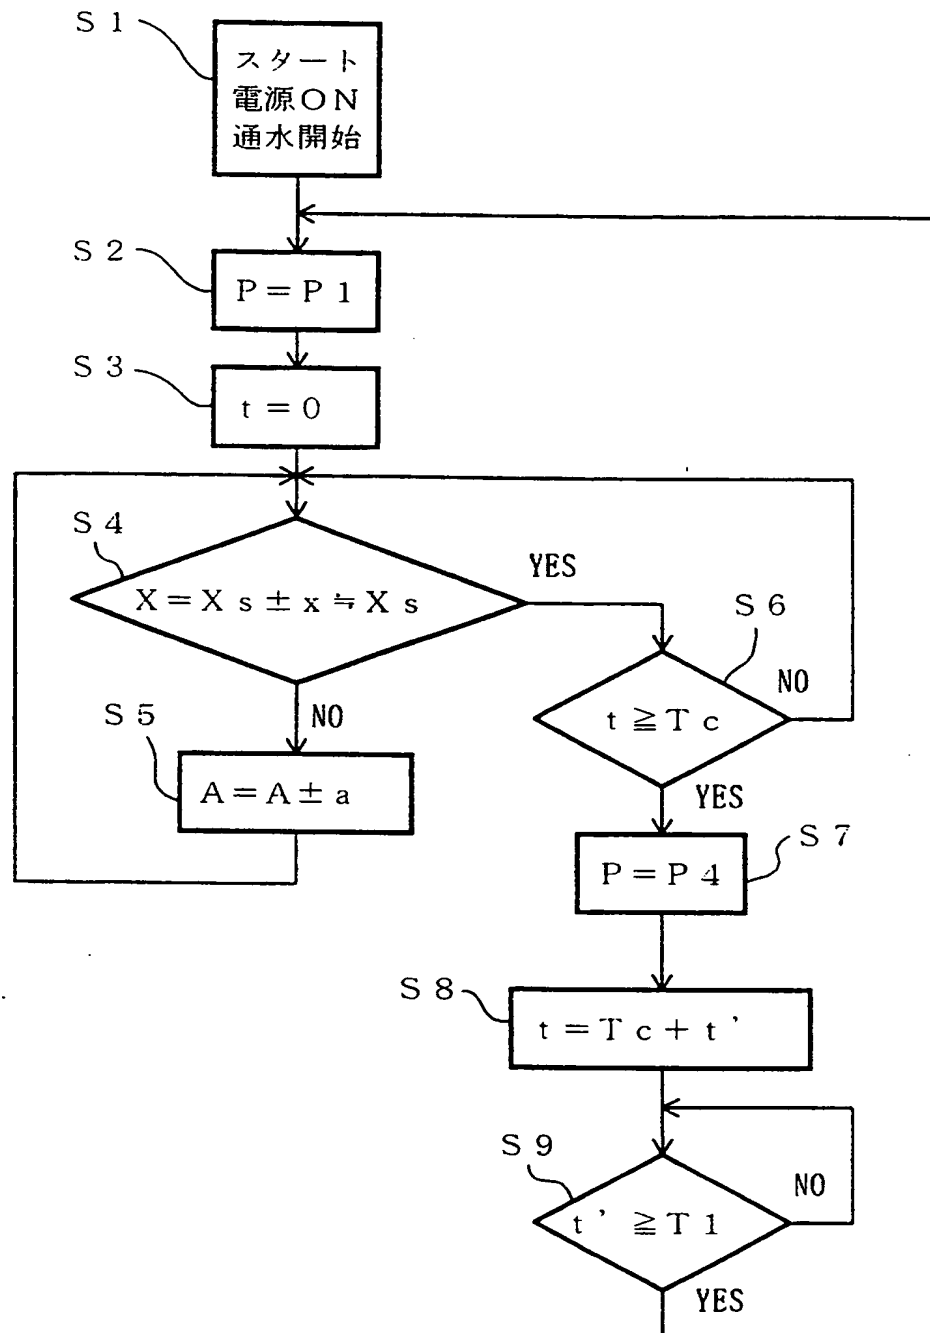 S 1
スタート
電源ON
通水開始
S 2
P = P 1
S 3
t = 0
S 4
X = X s ± x ≒ X s
YES
S 6
t ≧ T c
NO
NO
S 5
A = A ± a
YES
S 7
P = P 4
S 8
t = T c + t '
S 9
t ' ≧ T 1
NO
YES